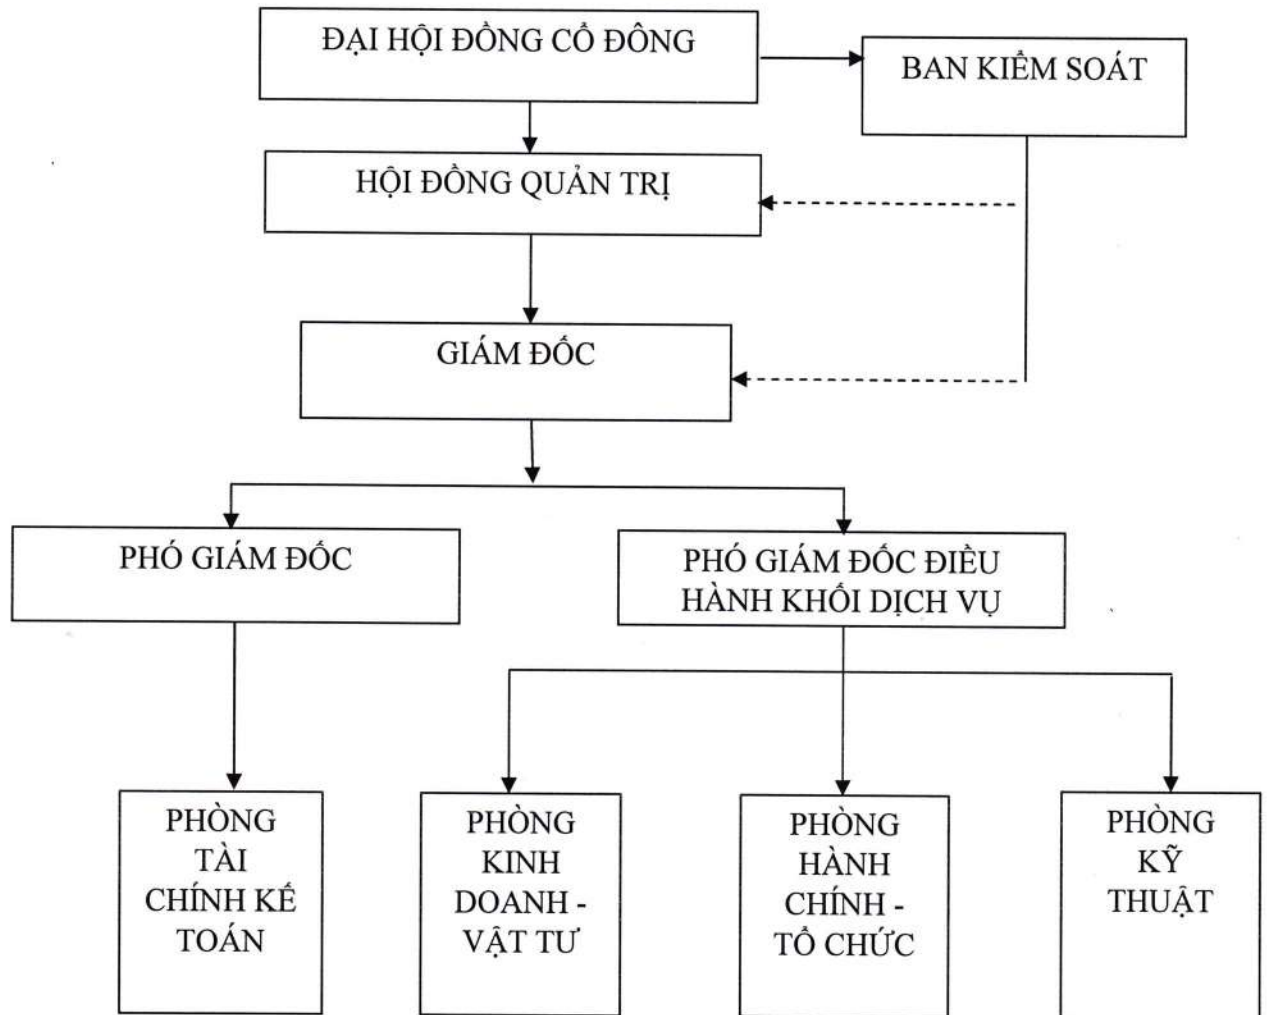 ĐẠI HỘI ĐỒNG CỔ ĐÔNG
BAN KIỂM SOÁT
HỘI ĐỒNG QUẢN TRỊ
GIÁM ĐỐC
PHÓ GIÁM ĐỐC
PHÓ GIÁM ĐỐC ĐIỀU
HÀNH KHỐI DỊCH VỤ
PHÒNG
TÀI
CHÍNH KẾ
TOÁN
PHÒNG
KINH
DOANH -
VẬT TƯ
PHÒNG
HÀNH
CHÍNH -
TỔ CHỨC
PHÒNG
KỸ
THUẬT